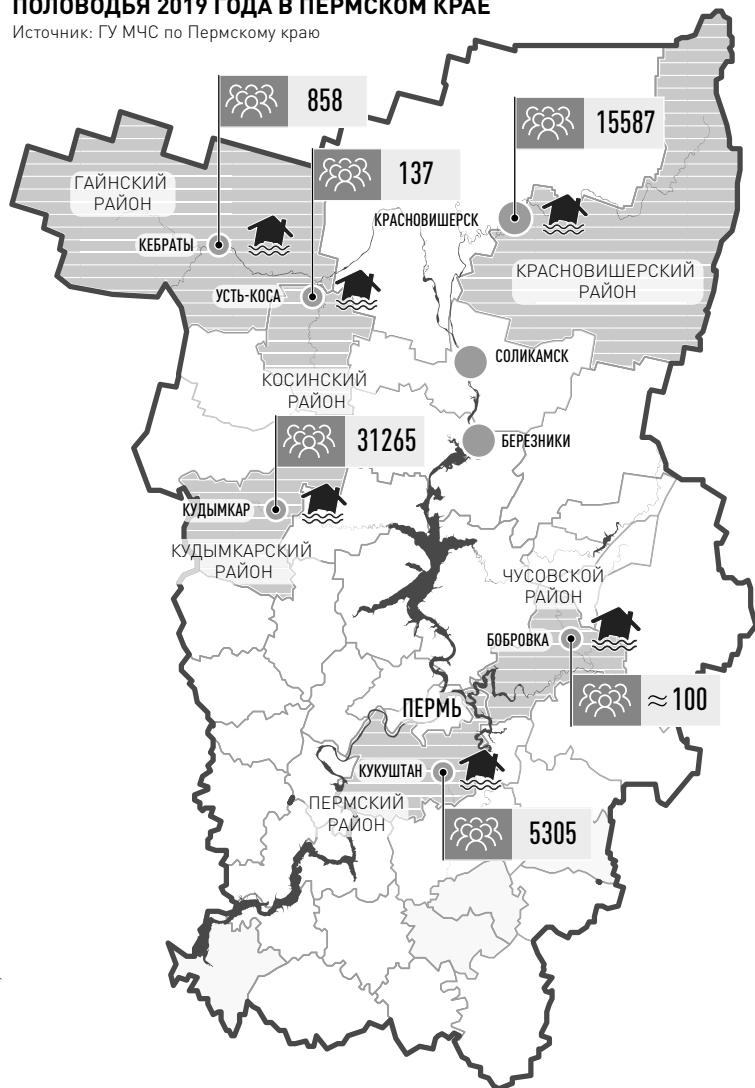 ПОЛОВОДЬЯ 2019 ГОДА В ПЕРМСКОМ КРАЕ
Источник: ГУ МЧС по Пермскому краю
858
15587
137
ГАЙНСКИЙ
РАЙОН
КРАСНОВИШЕРСК
КЕБРАТЫ
КРАСНОВИШЕРСКИЙ
РАЙОН
УСТЬ-КОСА
СОЛИКАМСК
КОСИНСКИЙ
РАЙОН
31265
БЕРЕЗНИКИ
КУДЫМКАР
КУДЫМКАРСКИЙ
РАЙОН
ЧУСОВСКОЙ
РАЙОН
БОБРОВКА
≈100
ПЕРМЬ
КУКУШТАН
ПЕРМСКИЙ
РАЙОН
5305